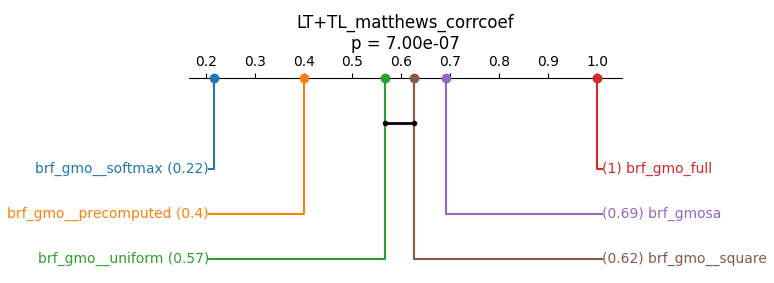 LT+TL_matthews_corrcoef
p = 7.00e-07
0.2 0.3 0.4 0.5 0.6 0.7 0.8 0.9 1.0
brf_gmo__softmax (0.22)
(1) brf_gmo_full
brf_gmo__precomputed (0.4)
(0.69) brf_gmosa
brf_gmo__uniform (0.57)
(0.62) brf_gmo__square